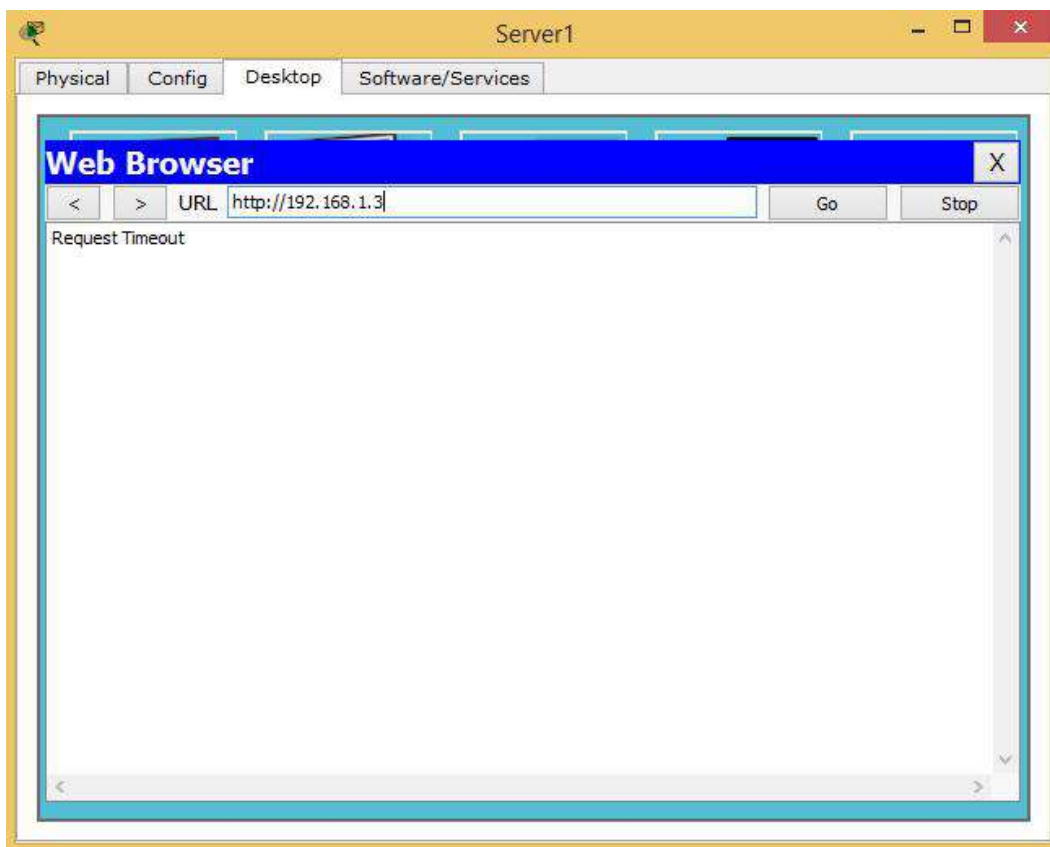 Server1
Physical Config Desktop Software/Services
Web Browser X
< > URL http://192.168.1.3 Go Stop
Request Timeout